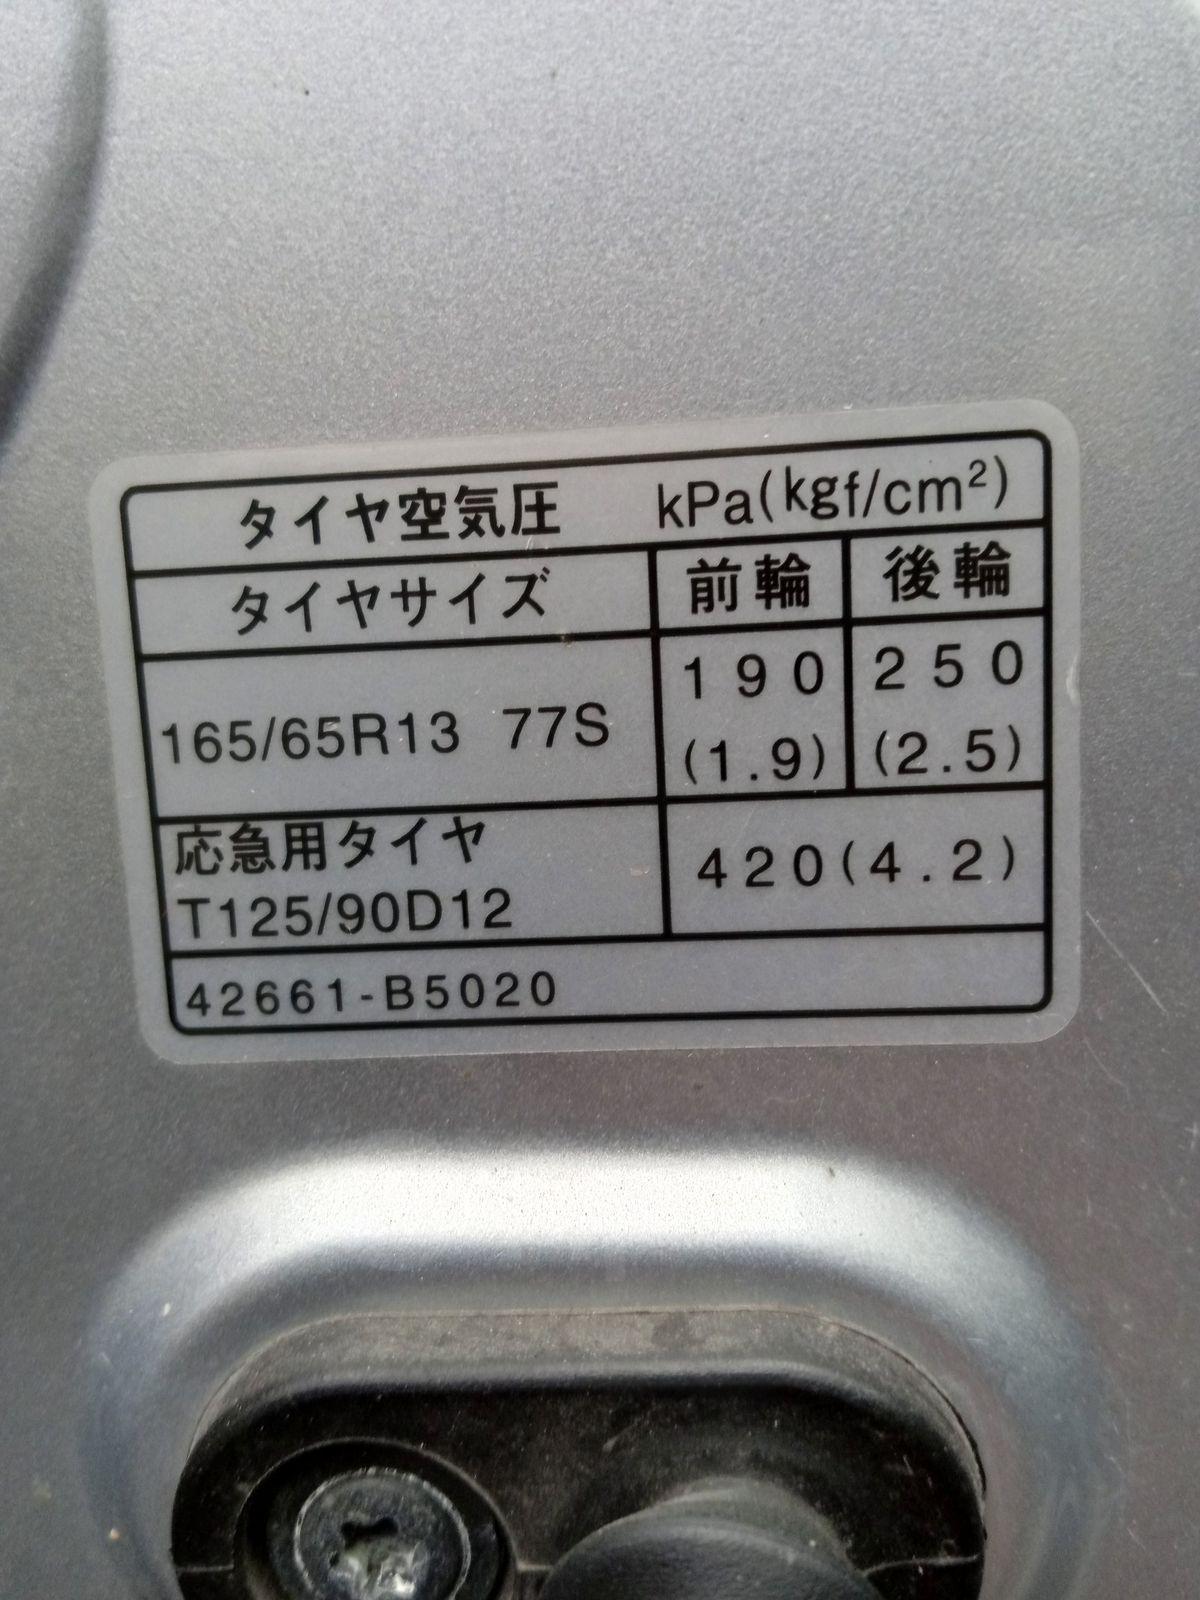 タイヤ空気圧 kPa(kgf/cm²)
タイヤサイズ 前輪 後輪
165/65R13 77S 190 250
(1.9) (2.5)
応急用タイヤ
T125/90D12 420(4.2)
42661-B5020